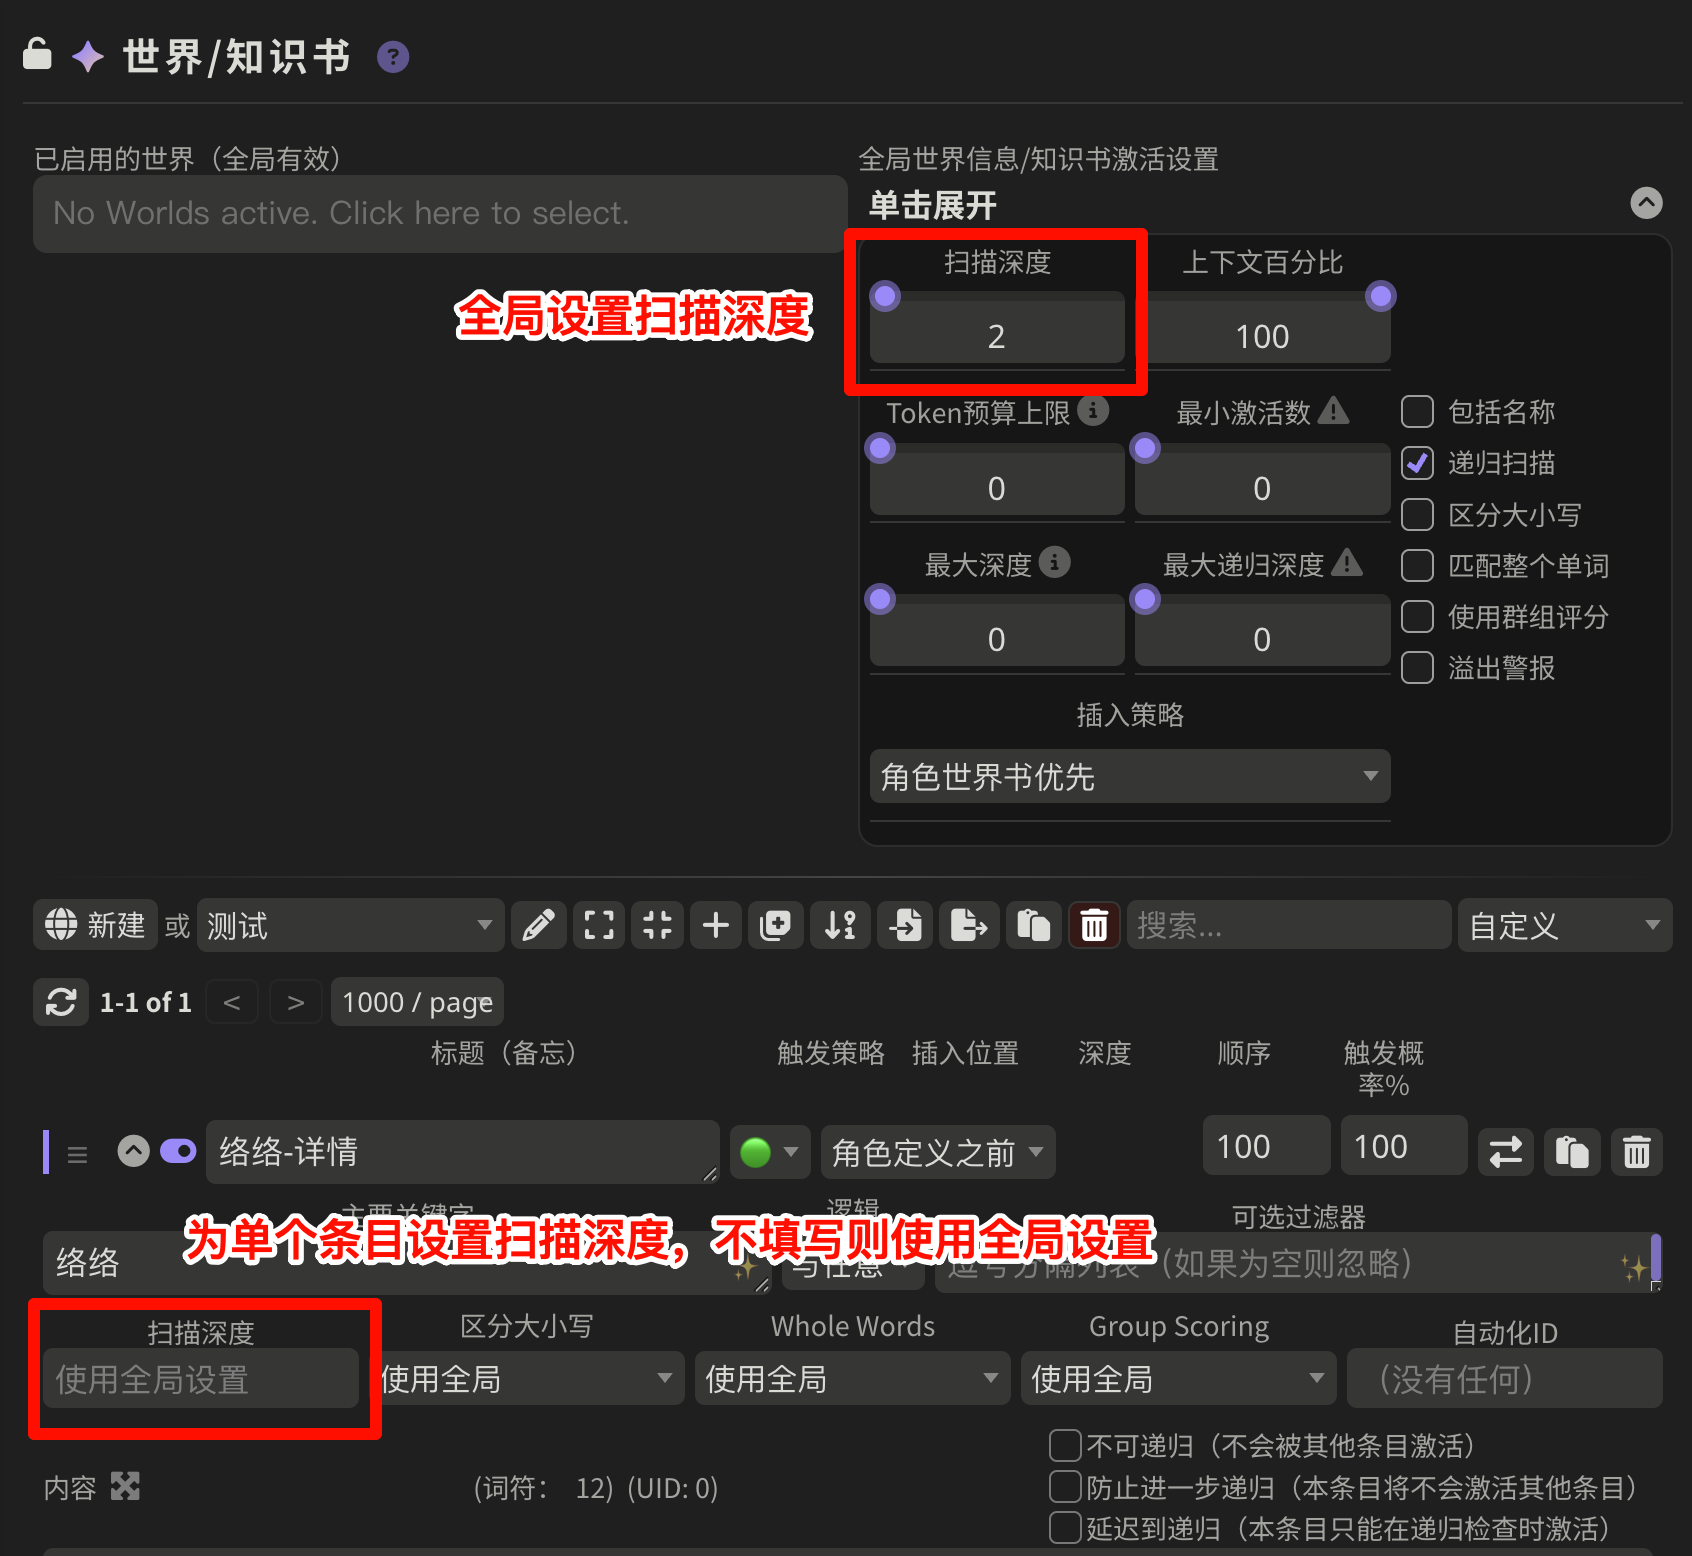 世界/知识书 ?
已启用的世界（全局有效）
No Worlds active. Click here to select.
全局世界信息/知识书激活设置
单击展开
全局设置扫描深度
扫描深度
2
上下文百分比
100
Token预算上限
0
最小激活数
0
最大深度
0
最大递归深度
0
包括名称
递归扫描
区分大小写
匹配整个单词
使用群组评分
溢出警报
插入策略
角色世界书优先
新建 或 测试 搜索... 自定义
1-1 of 1 < > 1000 / page
标题（备忘） 触发策略 插入位置 深度 顺序 触发概
率%
络络-详情 角色定义之前 100 100
主要关键字 逻辑 可选过滤器
为单个条目设置扫描深度，不填写则使用全局设置
络络 与任意 逗号分隔列表（如果为空则忽略）
扫描深度 区分大小写 Whole Words Group Scoring 自动化ID
使用全局设置 使用全局 使用全局 使用全局 （没有任何）
不可递归（不会被其他条目激活）
内容 (词符： 12) (UID: 0) 防止进一步递归（本条目将不会激活其他条目）
延迟到递归（本条目只能在递归检查时激活）